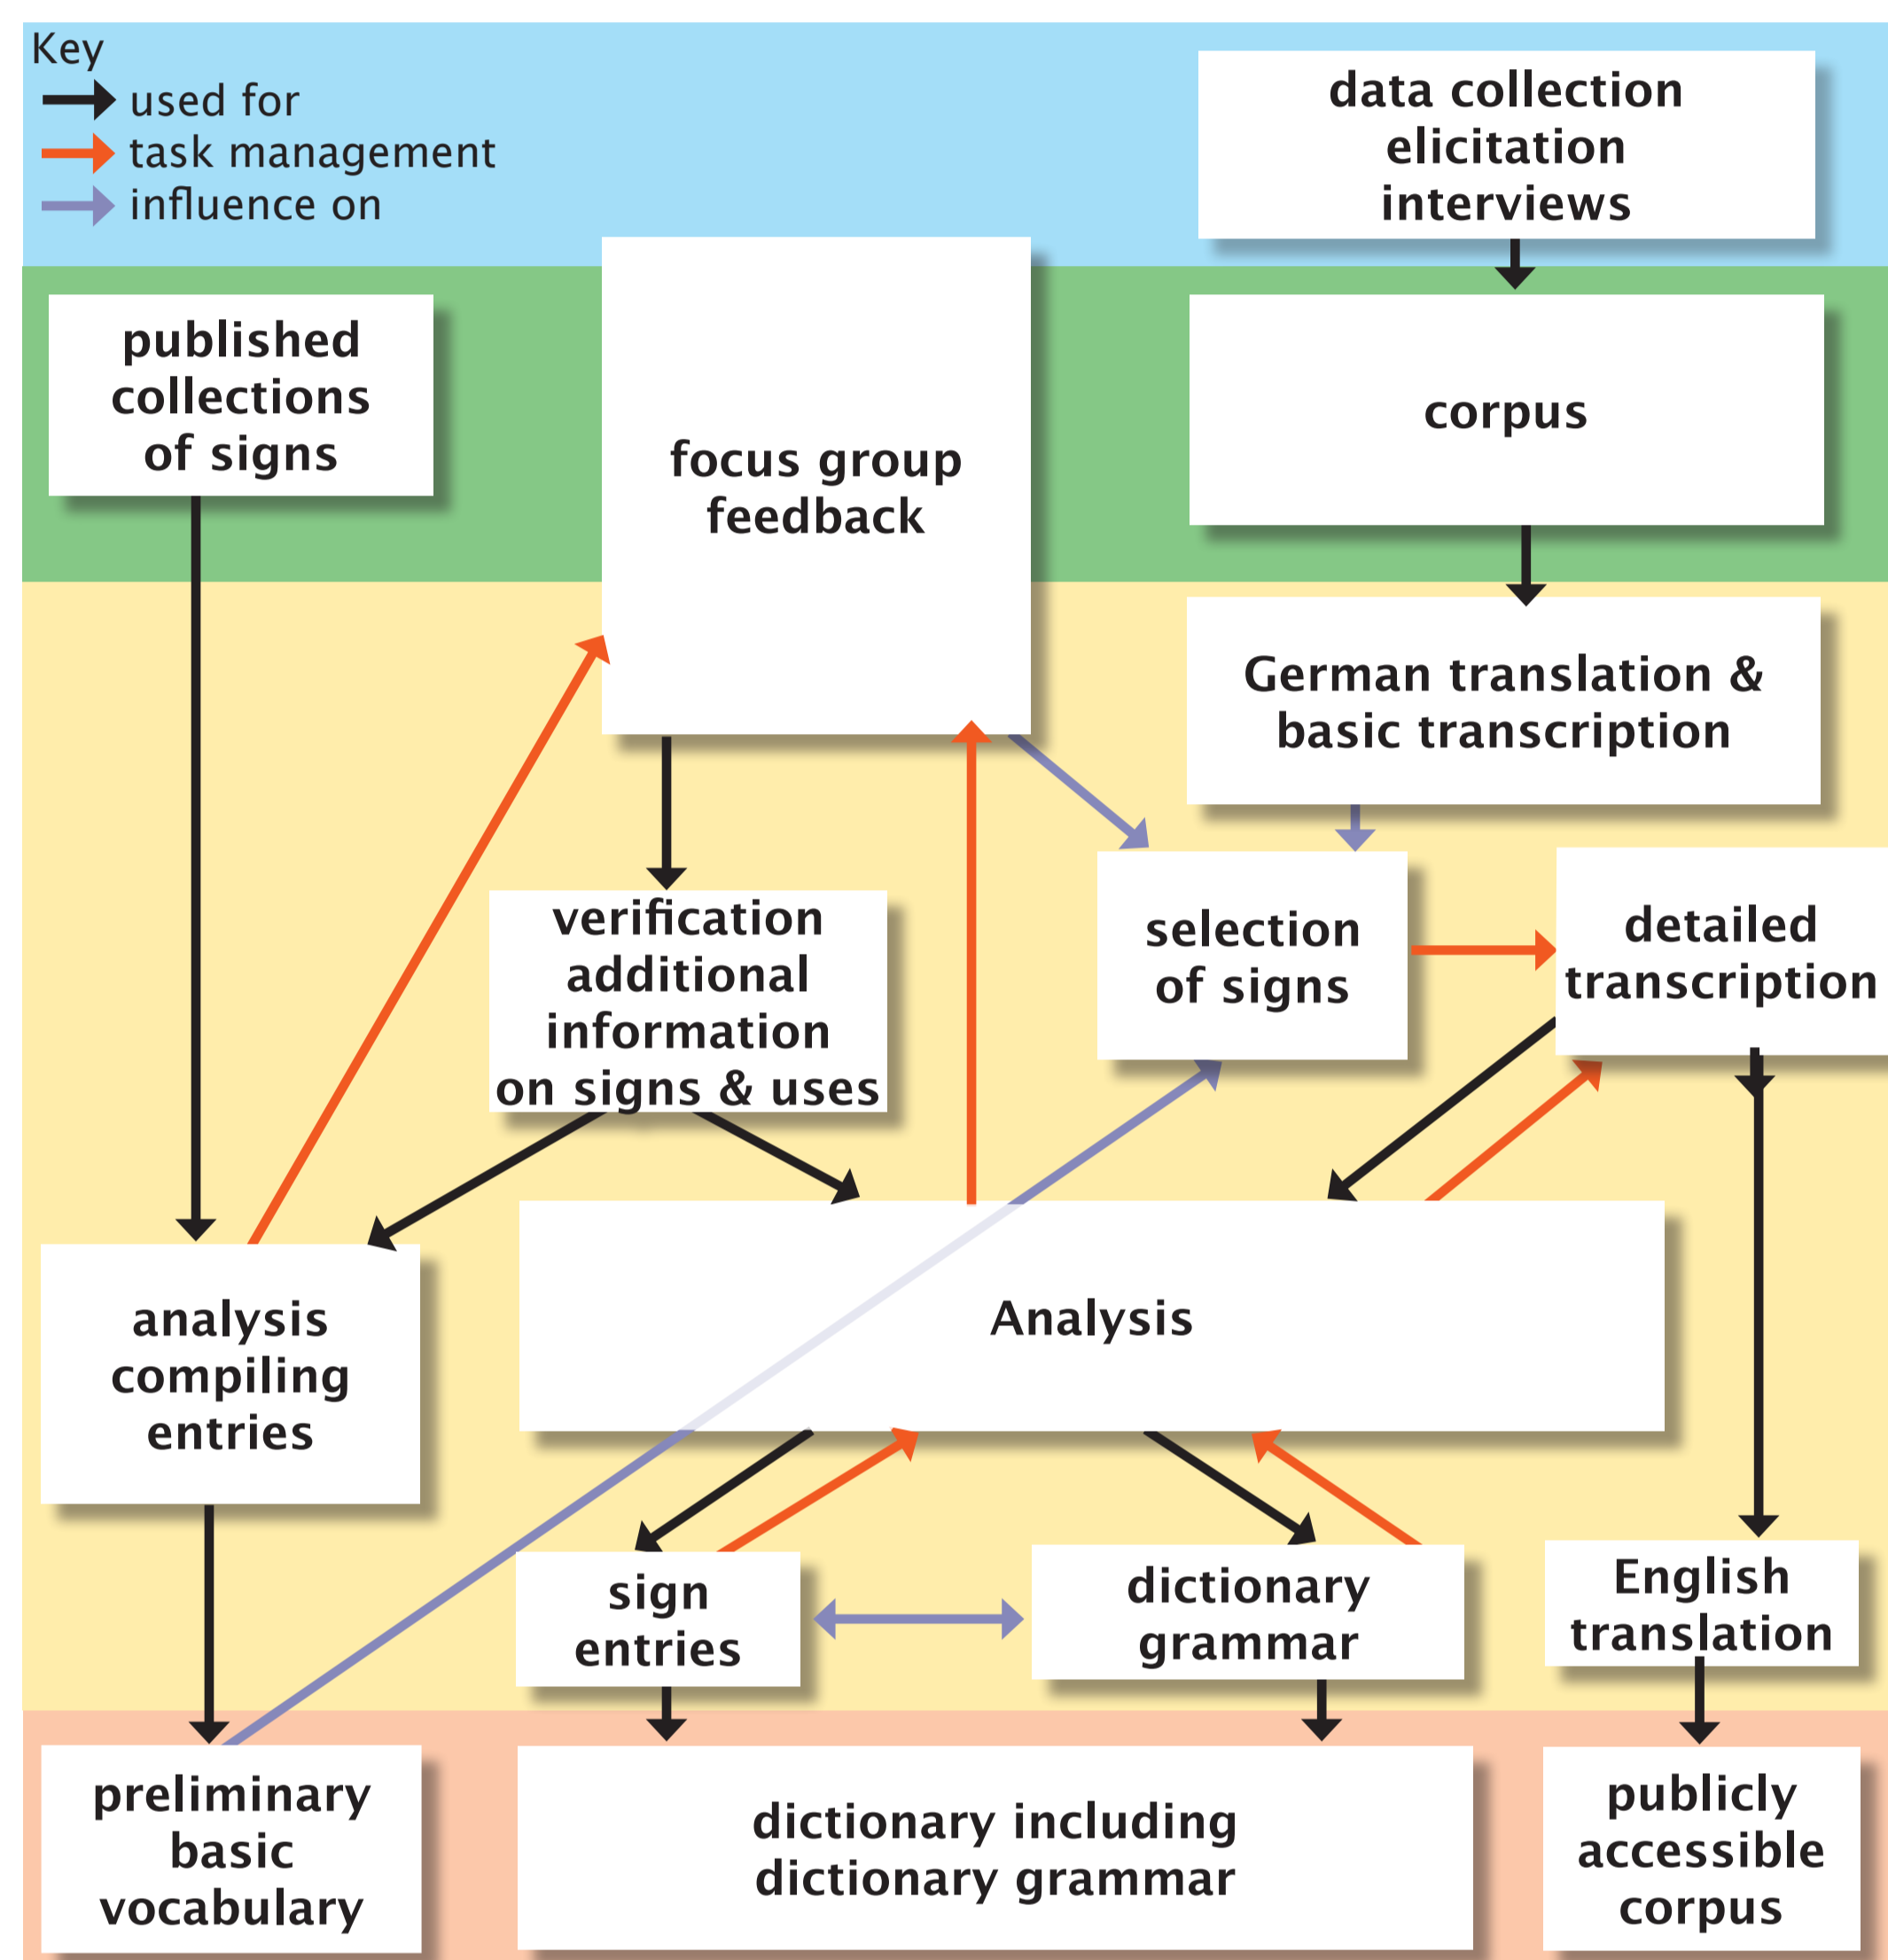 Key
used for
task management
influence on
data collection
elicitation
interviews
published
collections
of signs
focus group
feedback
corpus
German translation &
basic transcription
verification
additional
information
on signs & uses
selection
of signs
detailed
transcription
analysis
compiling
entries
Analysis
sign
entries
dictionary
grammar
English
translation
preliminary
basic
vocabulary
dictionary including
dictionary grammar
publicly
accessible
corpus